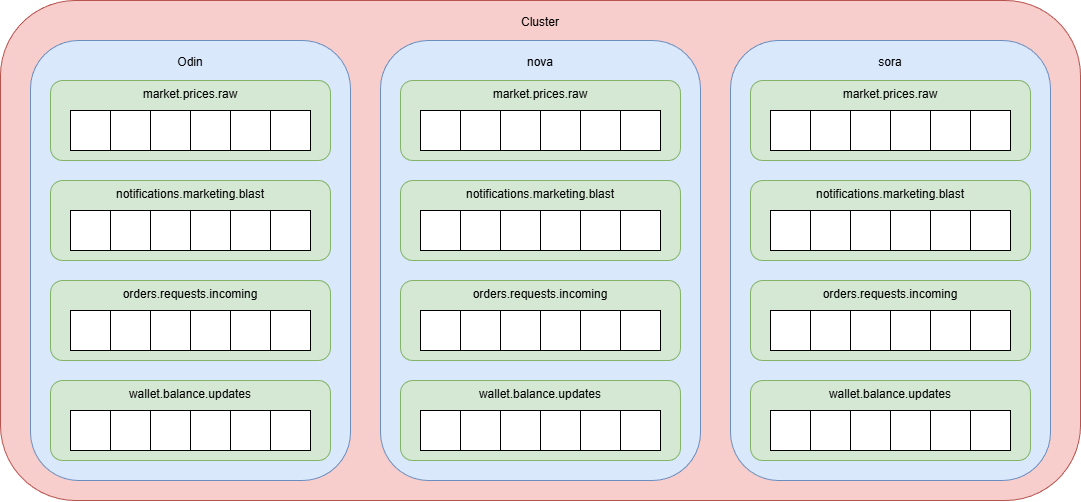 Cluster
Odin
market.prices.raw
notifications.marketing.blast
orders.requests.incoming
wallet.balance.updates
nova
market.prices.raw
notifications.marketing.blast
orders.requests.incoming
wallet.balance.updates
sora
market.prices.raw
notifications.marketing.blast
orders.requests.incoming
wallet.balance.updates